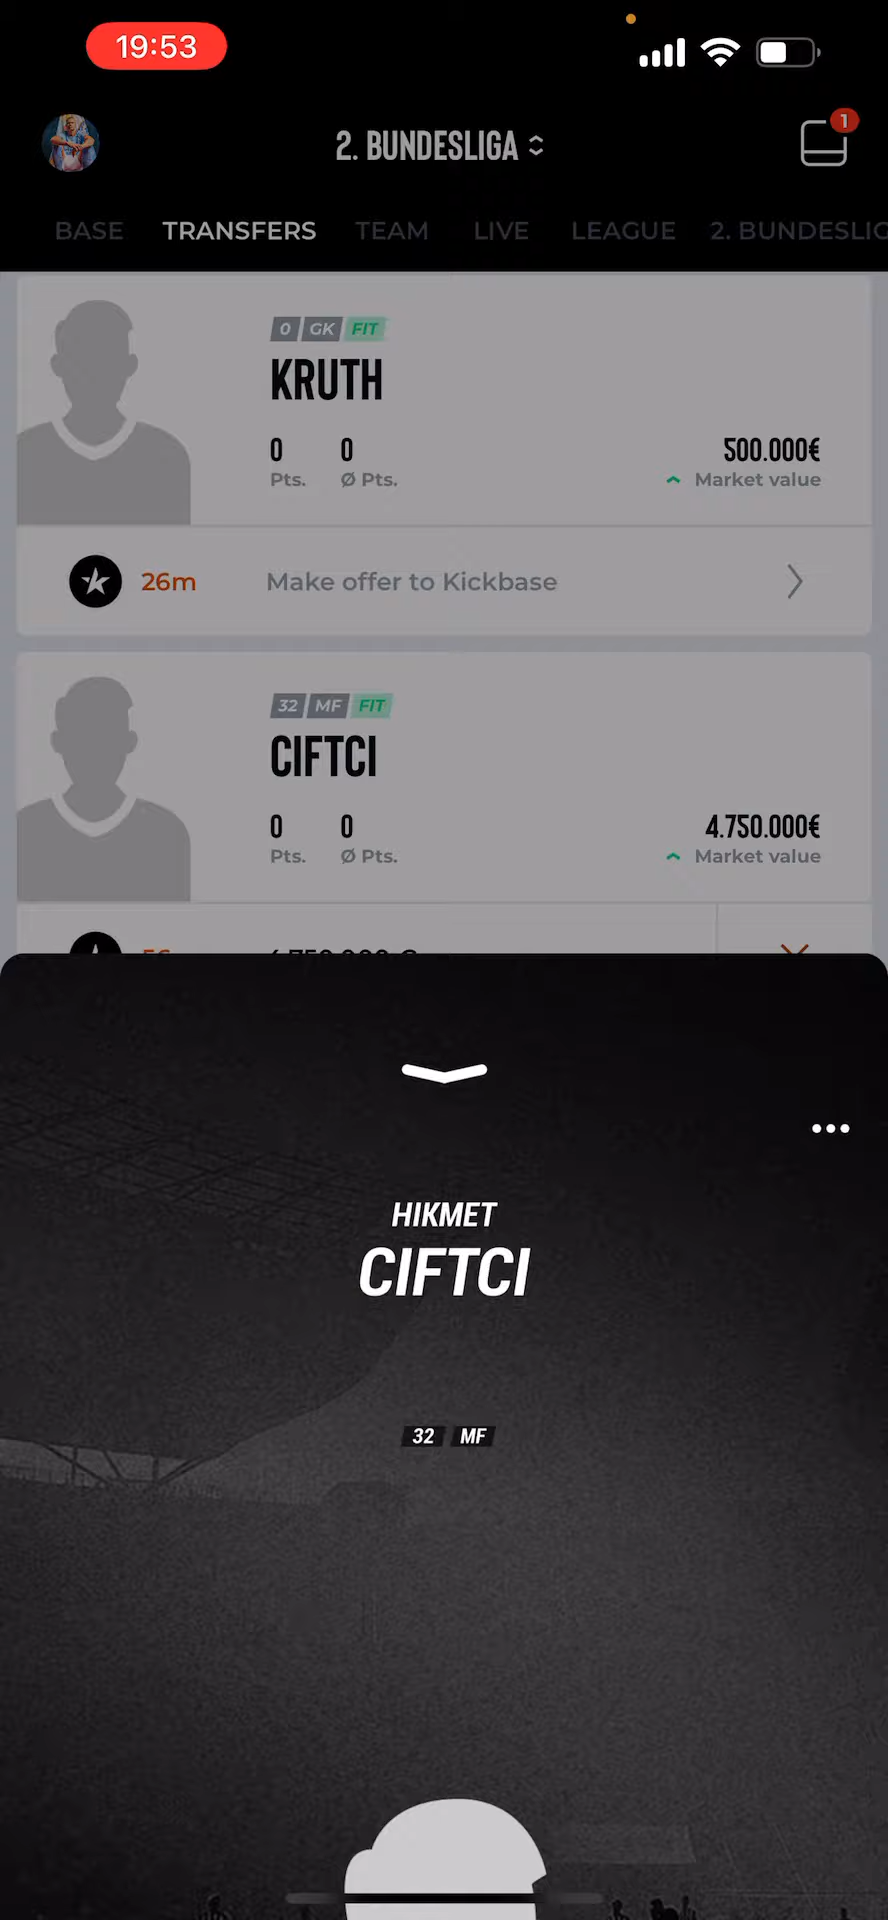 19:53
2. BUNDESLIGA
1
BASE TRANSFERS TEAM LIVE LEAGUE 2. BUNDESLIG
0 GK FIT
KRUTH
0 0 500.000€
Pts. Ø Pts. Market value
26m Make offer to Kickbase
32 MF FIT
CIFTCI
0 0 4.750.000€
Pts. Ø Pts. Market value
HIKMET
CIFTCI
32 MF